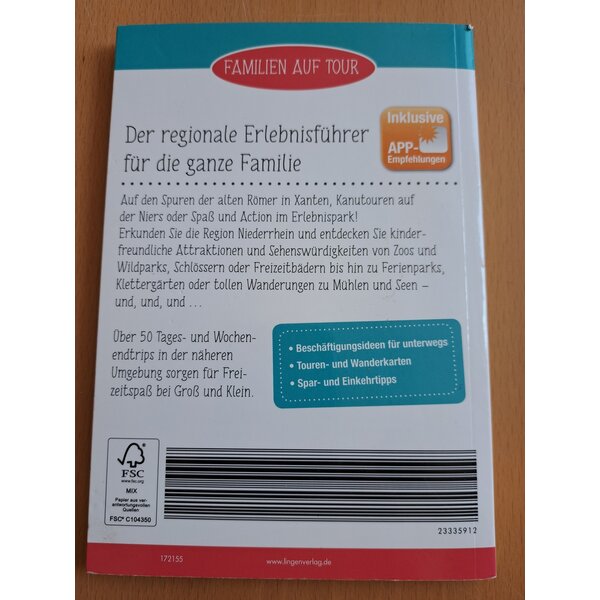 FAMILIEN AUF TOUR
Der regionale Erlebnisführer
für die ganze Familie
Inklusive
APP-
Empfehlungen
Auf den Spuren der alten Römer in Xanten, Kanutouren auf
der Niers oder Spaß und Action im Erlebnispark!
Erkunden Sie die Region Niederrhein und entdecken Sie kinder-
freundliche Attraktionen und Sehenswürdigkeiten von Zoos und
Wildparks, Schlössern oder Freizeitbädern bis hin zu Ferienparks,
Klettergärten oder tollen Wanderungen zu Mühlen und Seen –
und, und, und ...
Über 50 Tages- und Wochen-
endtrips in der näheren
Umgebung sorgen für Frei-
zeitspaß bei Groß und Klein.
• Beschäftigungsideen für unterwegs
• Touren- und Wanderkarten
• Spar- und Einkehrtipps
FSC
www.fsc.org
MIX
Papier aus ver-
antwortungsvollen
Quellen
FSC® C104350
23335912
172155
www.lingenverlag.de